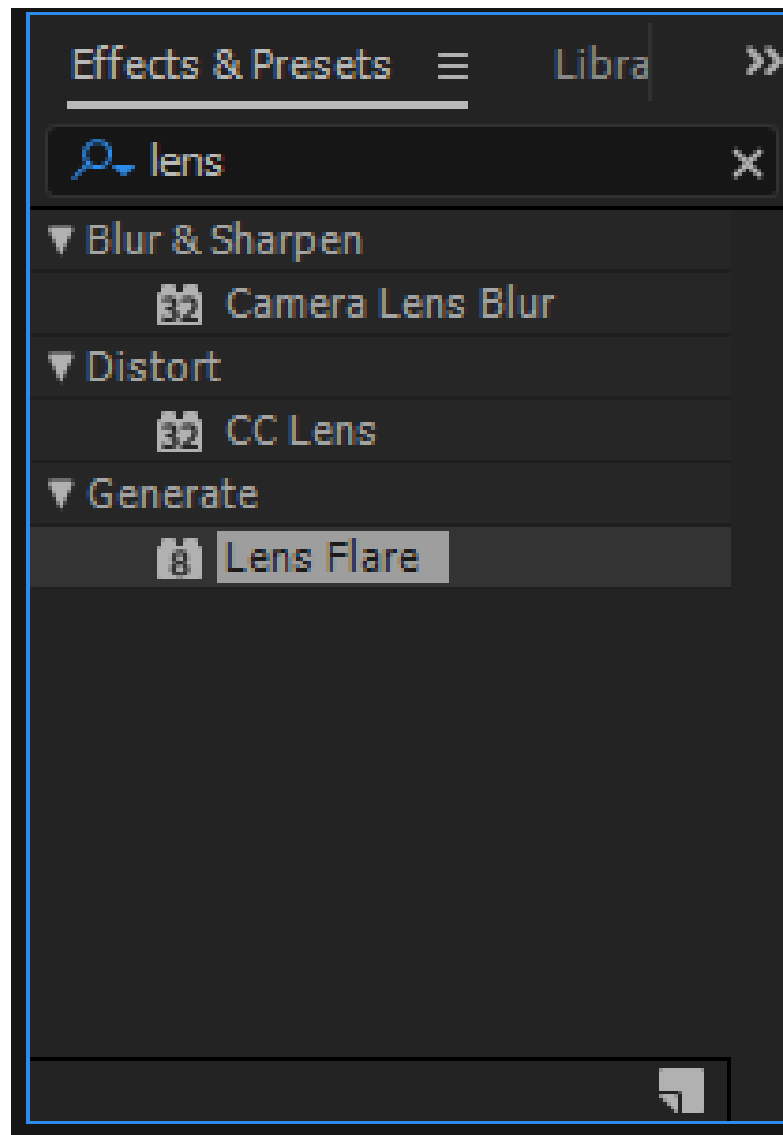 Effects & Presets Libra
lens
Blur & Sharpen
32 Camera Lens Blur
Distort
32 CC Lens
Generate
8 Lens Flare